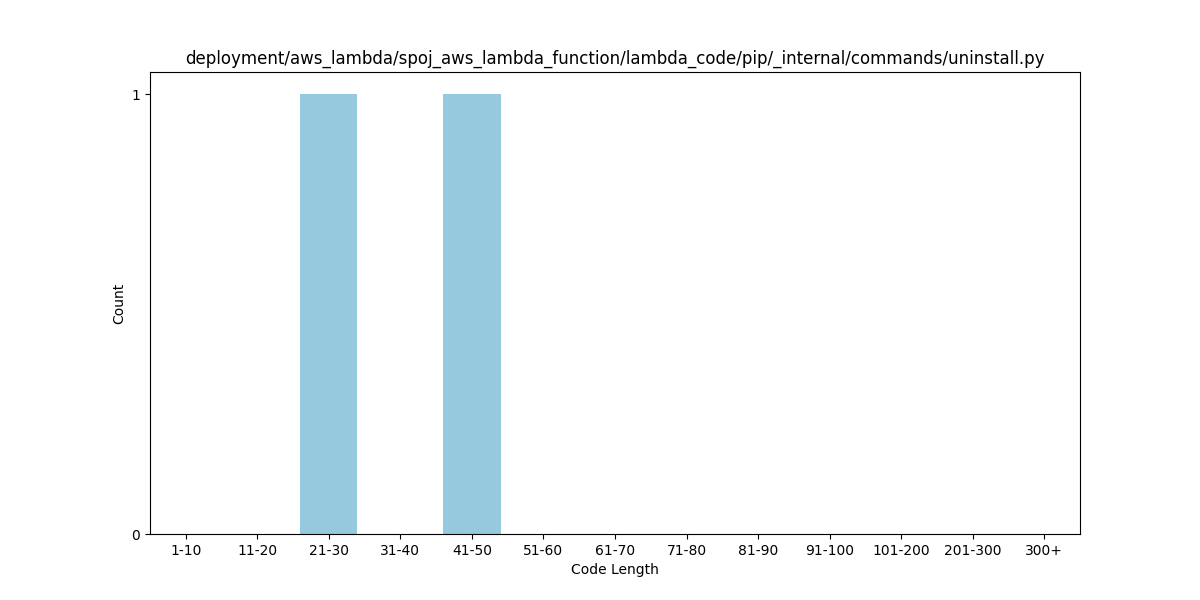 deployment/aws_lambda/spoj_aws_lambda_function/lambda_code/pip/_internal/commands/uninstall.py
1
Count
0
1-10 11-20 21-30 31-40 41-50 51-60 61-70 71-80 81-90 91-100 101-200 201-300 300+
Code Length